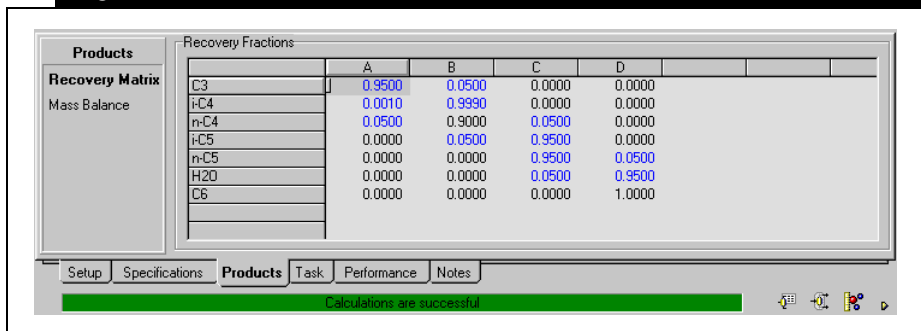 Products
Recovery Matrix
Mass Balance
Recovery Fractions
A B C D
C3 0.9500 0.0500 0.0000 0.0000
i-C4 0.0010 0.9990 0.0000 0.0000
n-C4 0.0500 0.9000 0.0500 0.0000
i-C5 0.0000 0.0500 0.9500 0.0000
n-C5 0.0000 0.0000 0.9500 0.0500
H2O 0.0000 0.0000 0.0500 0.9500
C6 0.0000 0.0000 0.0000 1.0000
Setup Specifications Products Task Performance Notes
Calculations are successful